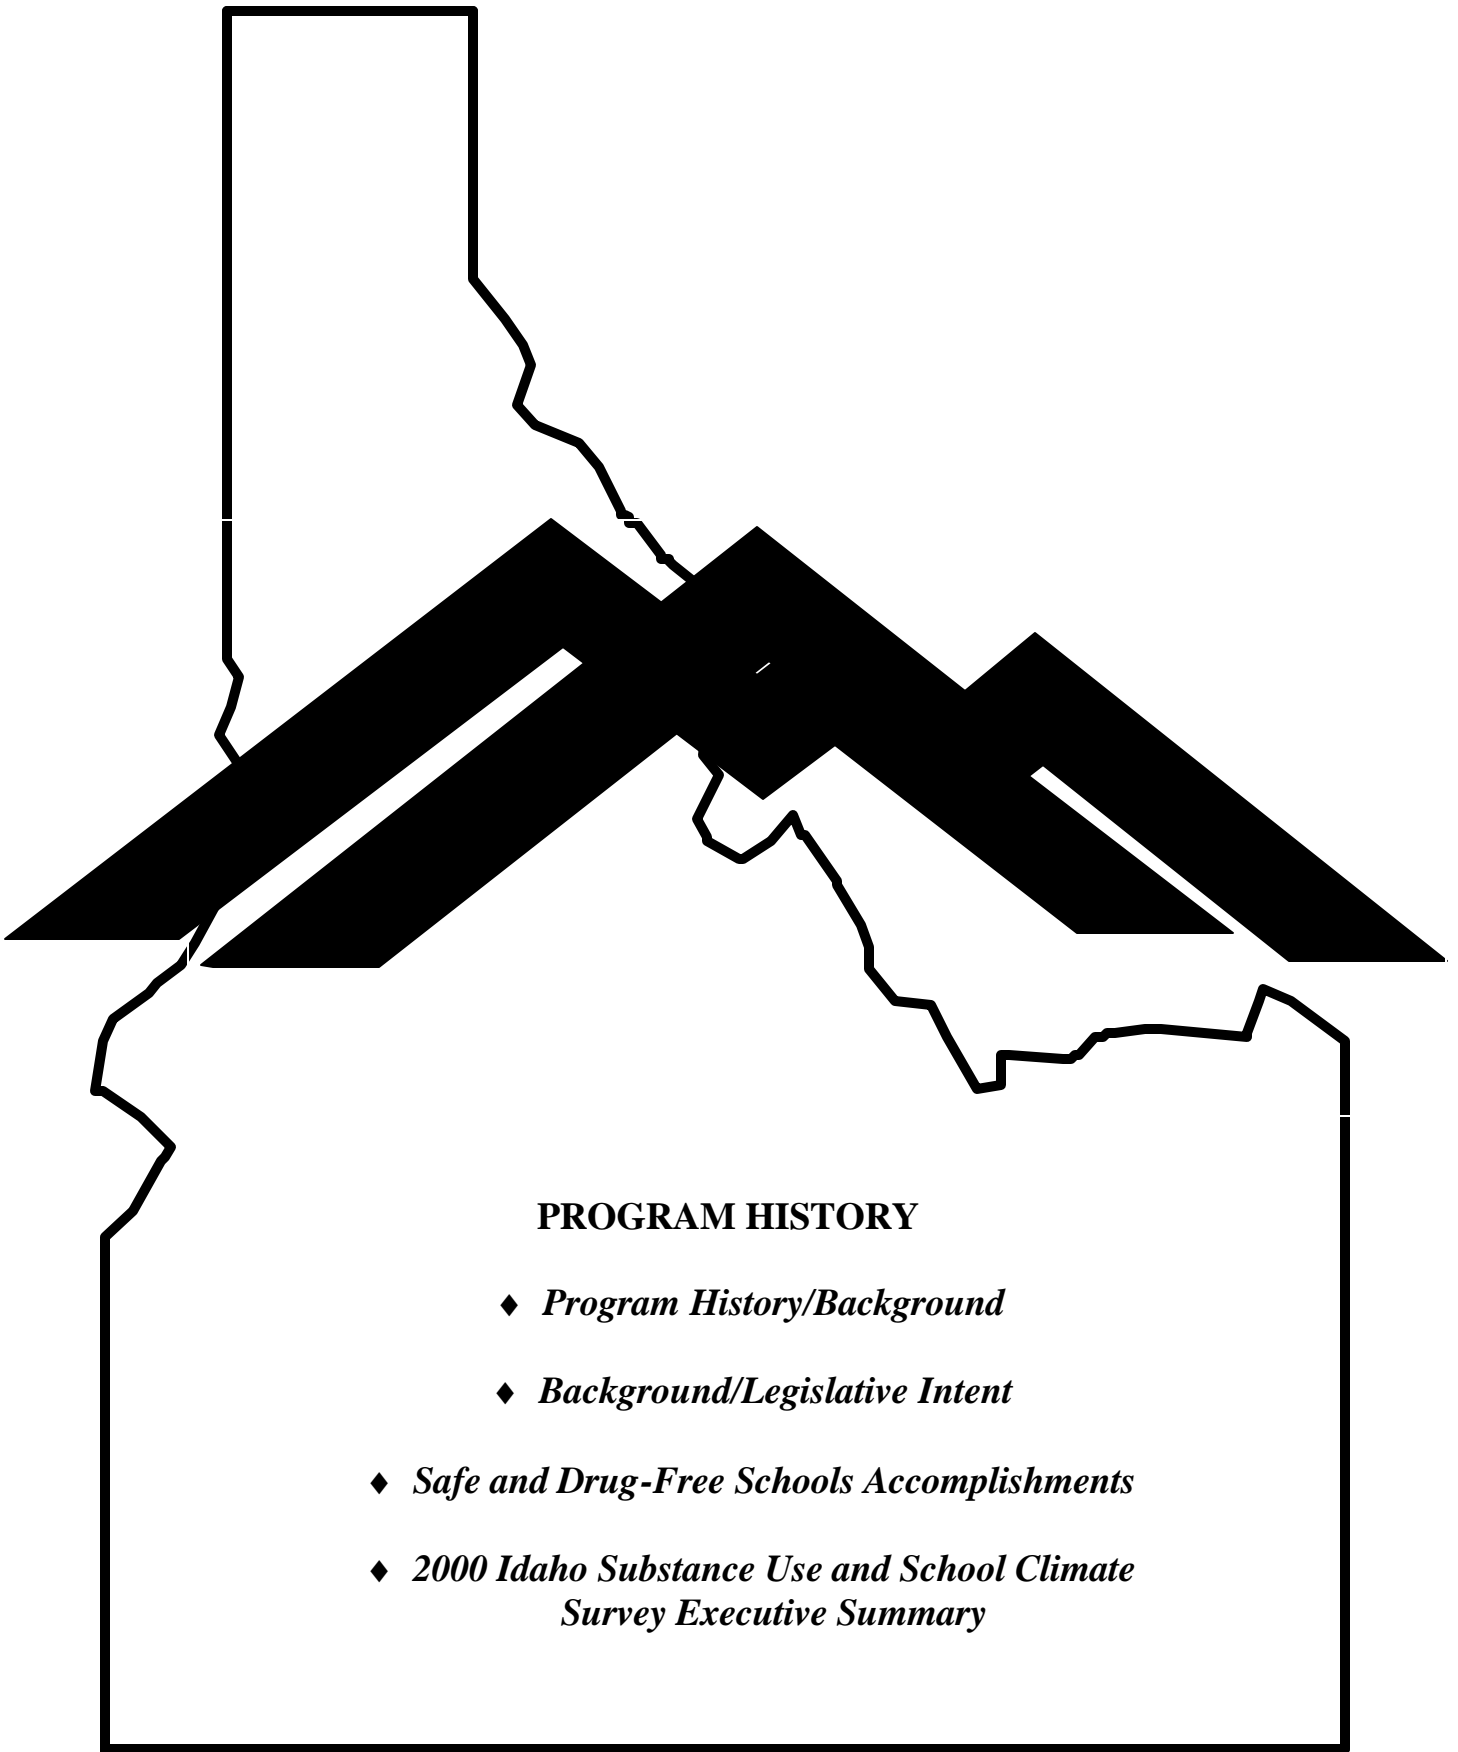 PROGRAM HISTORY
♦ Program History/Background
♦ Background/Legislative Intent
♦ Safe and Drug-Free Schools Accomplishments
♦ 2000 Idaho Substance Use and School Climate
Survey Executive Summary